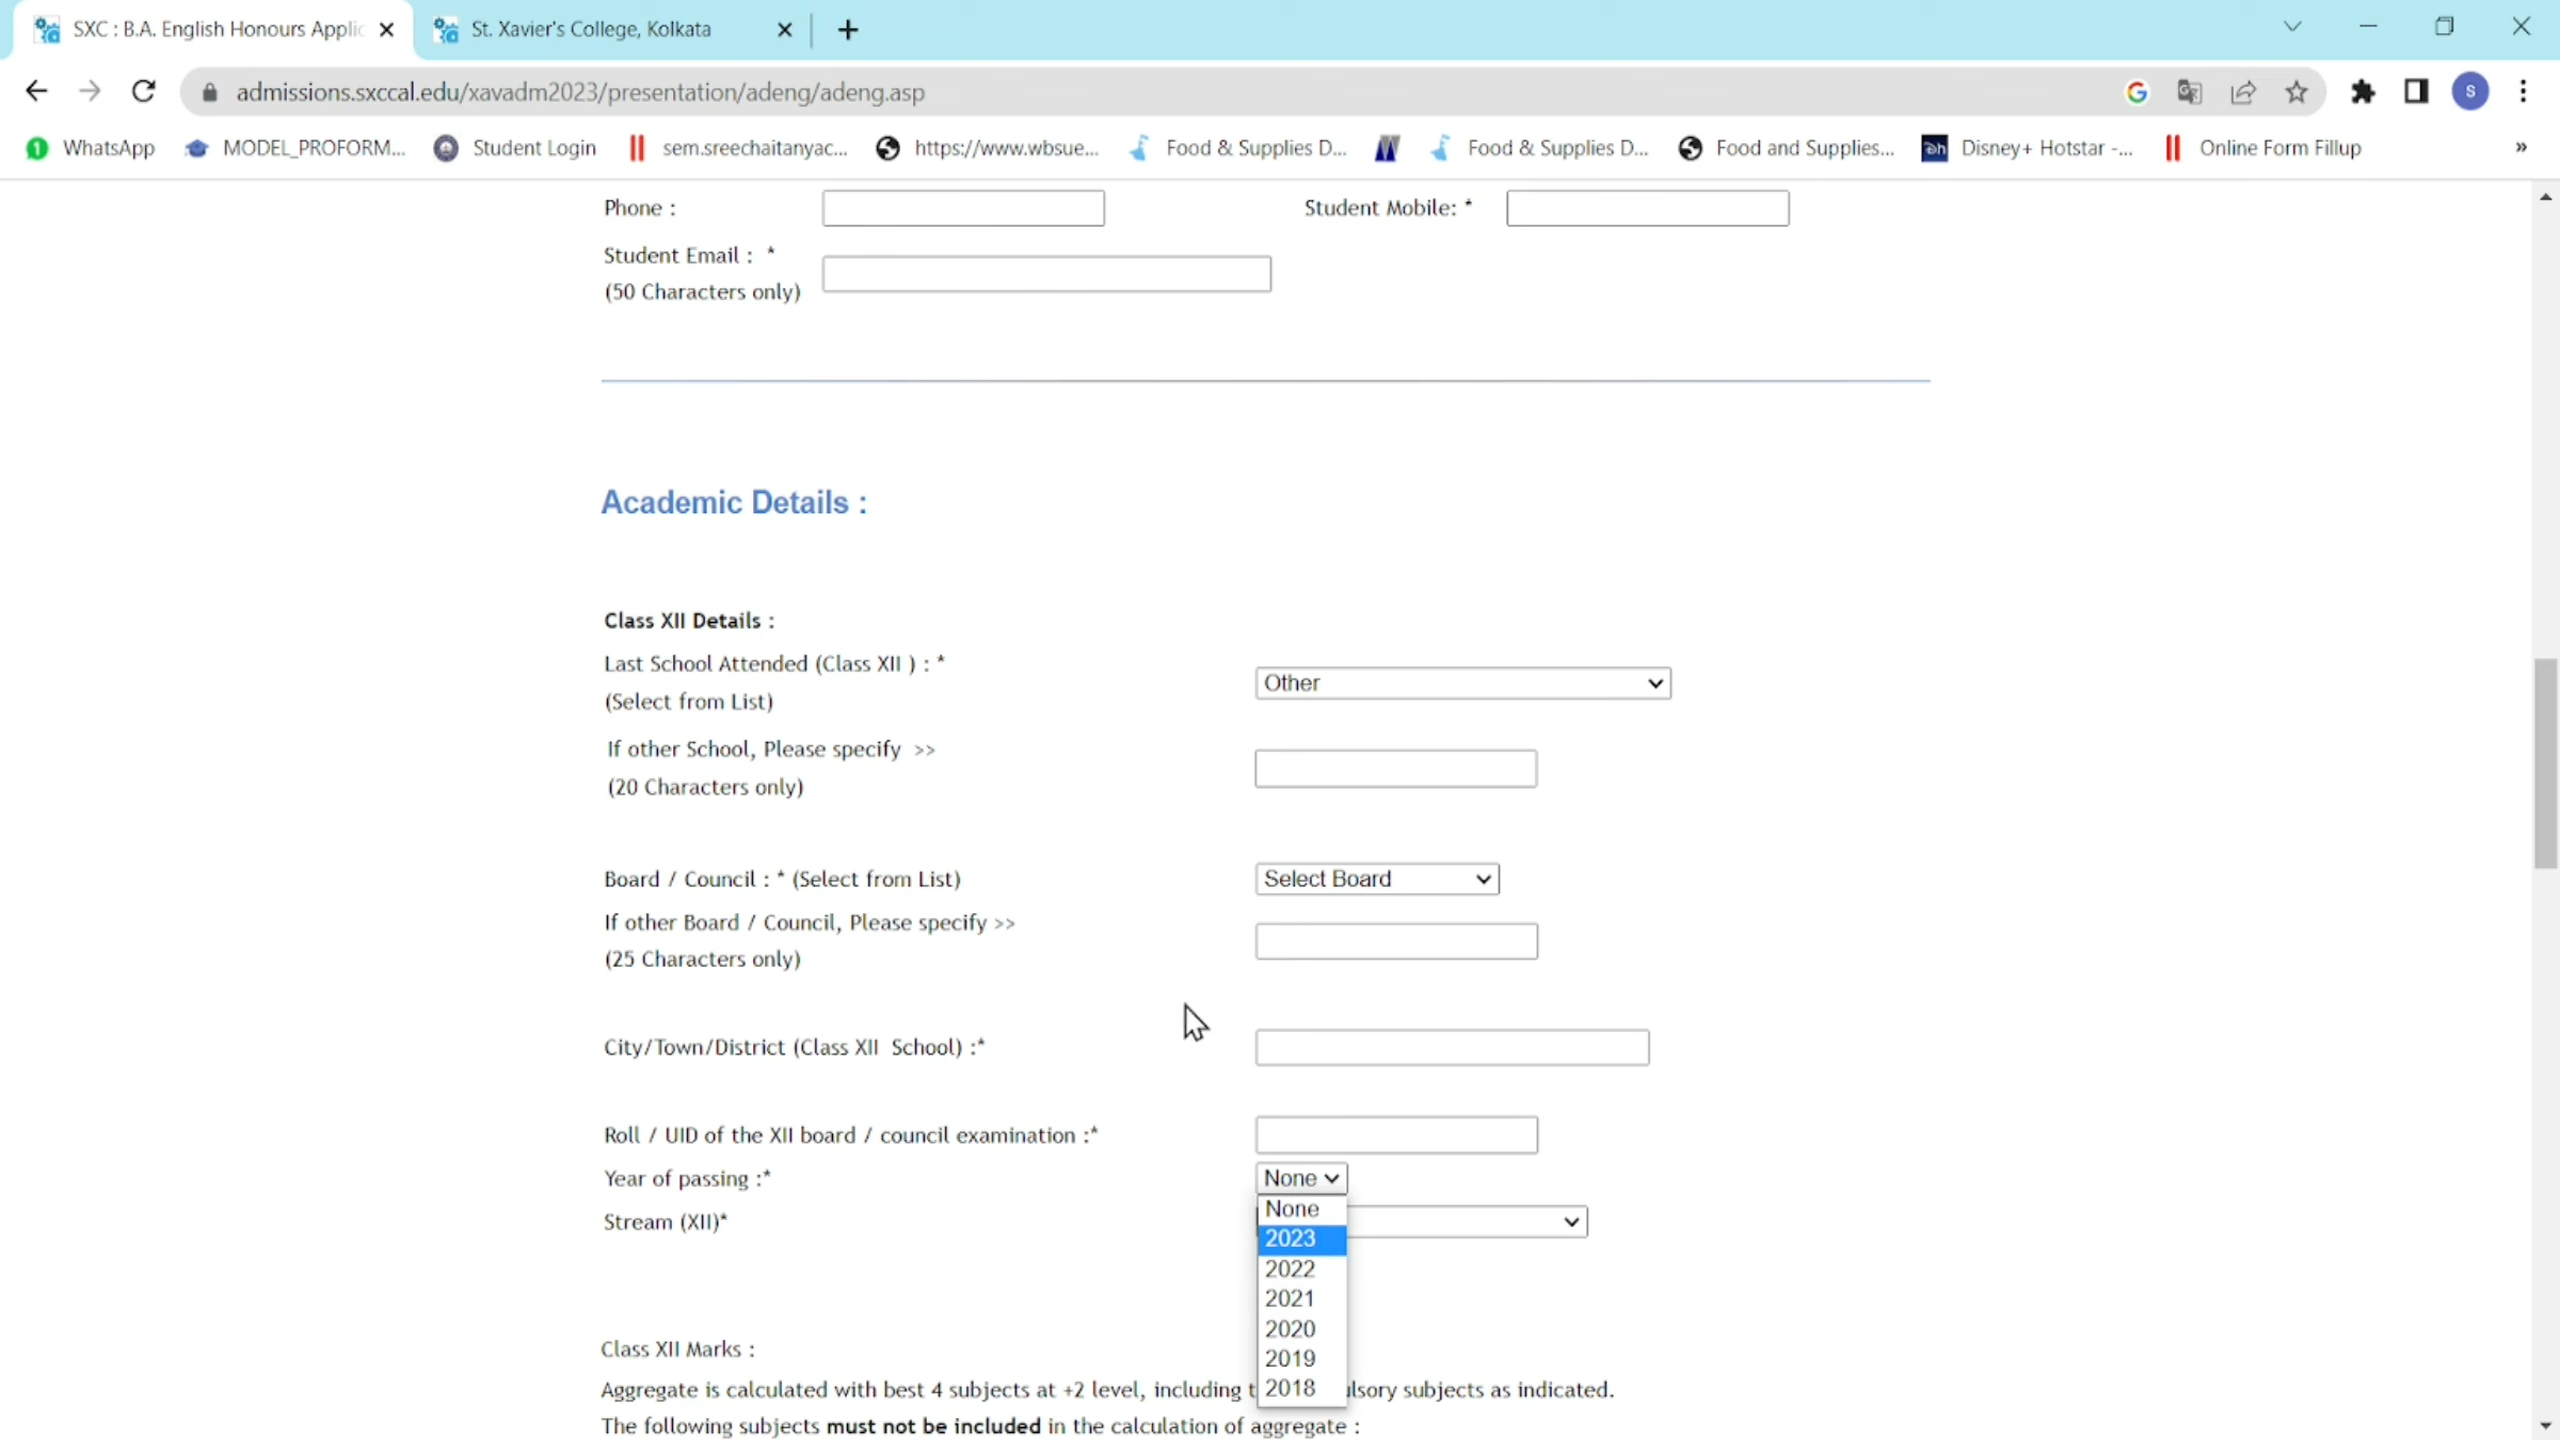 SXC : B.A. English Honours Applic
St. Xavier's College, Kolkata
admissions.sxccal.edu/xavadm2023/presentation/adeng/adeng.asp
S
1 WhatsApp
MODEL_PROFORM...
Student Login
sem.sreechaitanyac...
https://www.wbsue...
Food & Supplies D...
Food & Supplies D...
Food and Supplies...
Disney+ Hotstar -...
Online Form Fillup
»
Phone :
Student Mobile: *
Student Email : *
(50 Characters only)
Academic Details :
Class XII Details :
Last School Attended (Class XII ) : *
Other
(Select from List)
If other School, Please specify >>
(20 Characters only)
Board / Council : * (Select from List)
Select Board
If other Board / Council, Please specify >>
(25 Characters only)
City/Town/District (Class XII School) :*
Roll / UID of the XII board / council examination :*
Year of passing :*
None
None
Stream (XII)*
2023
2022
2021
2020
2019
2018
Class XII Marks :
Aggregate is calculated with best 4 subjects at +2 level, including t ulsory subjects as indicated.
The following subjects must not be included in the calculation of aggregate :